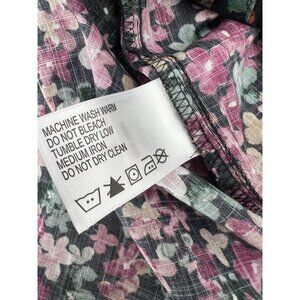 MACHINE WASH WARM
DO NOT BLEACH
TUMBLE DRY LOW
MEDIUM IRON
DO NOT DRY CLEAN